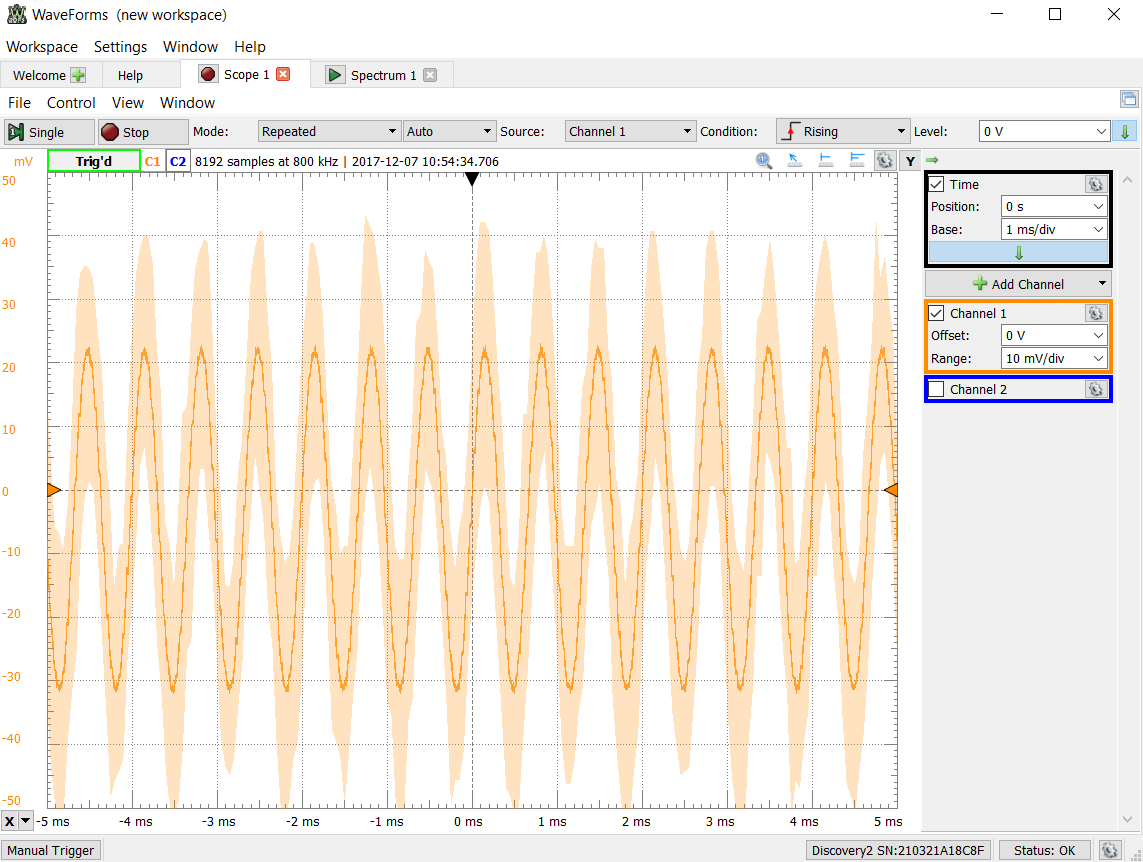 WaveForms (new workspace)
Workspace Settings Window Help
Welcome Help Scope 1 Spectrum 1
File Control View Window
Single Stop Mode: Repeated Auto Source: Channel 1 Condition: Rising Level: 0 V
mV Trig'd C1 C2 8192 samples at 800 kHz | 2017-12-07 10:54:34.706 Y
50
40
30
20
10
0
-10
-20
-30
-40
-50
X -5 ms -4 ms -3 ms -2 ms -1 ms 0 ms 1 ms 2 ms 3 ms 4 ms 5 ms
Time
Position: 0 s
Base: 1 ms/div
Add Channel
Channel 1
Offset: 0 V
Range: 10 mV/div
Channel 2
Manual Trigger Discovery2 SN:210321A18C8F Status: OK